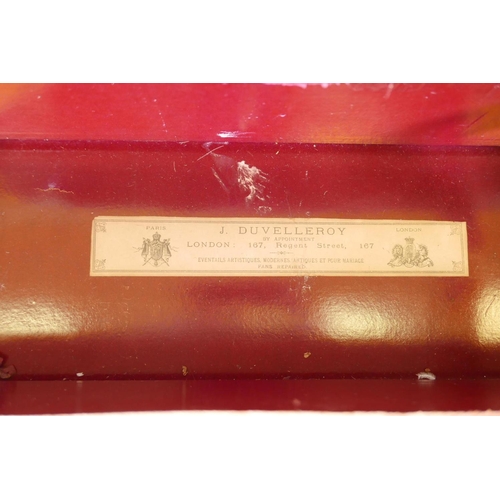 PARIS J. DUVELLEROY LONDON
BY APPOINTMENT
LONDON: 167, Regent Street, 167
EVENTAILS ARTISTIQUES, MODERNES, ANTIQUES ET POUR MARIAGE